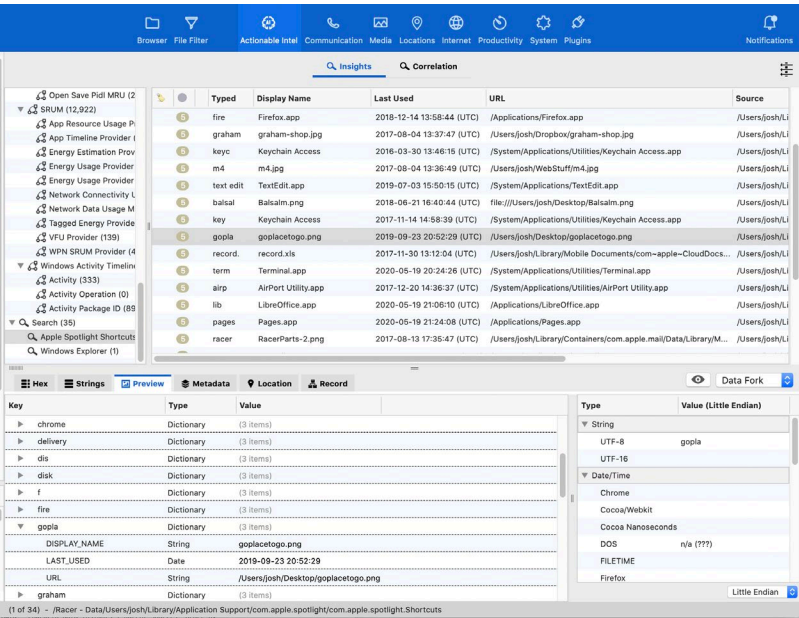 Browser File Filter Actionable Intel Communication Media Locations Internet Productivity System Plugins Notifications
Insights Correlation
Open Save Pidl MRU (2
SRUM (12,922)
App Resource Usage P
App Timeline Provider (
Energy Estimation Prov
Energy Usage Provider
Energy Usage Provider
Network Connectivity U
Network Data Usage M
Tagged Energy Provide
VFU Provider (139)
WPN SRUM Provider (4
Windows Activity Timeline
Activity (333)
Activity Operation (0)
Activity Package ID (89
Search (35)
Apple Spotlight Shortcuts
Windows Explorer (1)
Typed Display Name Last Used URL Source
5 fire Firefox.app 2018-12-14 13:58:44 (UTC) /Applications/Firefox.app /Users/josh/Li
5 graham graham-shop.jpg 2017-08-04 13:37:47 (UTC) /Users/josh/Dropbox/graham-shop.jpg /Users/josh/Li
5 keyc Keychain Access 2016-03-30 13:46:15 (UTC) /System/Applications/Utilities/Keychain Access.app /Users/josh/Li
5 m4 m4.jpg 2017-08-04 13:36:49 (UTC) /Users/josh/WebStuff/m4.jpg /Users/josh/Li
5 text edit TextEdit.app 2019-07-03 15:50:15 (UTC) /System/Applications/TextEdit.app /Users/josh/Li
5 balsal Balsalm.png 2018-06-21 16:40:44 (UTC) file:///Users/josh/Desktop/Balsalm.png /Users/josh/Li
5 key Keychain Access 2017-11-14 14:58:39 (UTC) /System/Applications/Utilities/Keychain Access.app /Users/josh/Li
5 gopla goplacetogo.png 2019-09-23 20:52:29 (UTC) /Users/josh/Desktop/goplacetogo.png /Users/josh/Li
5 record. record.xls 2017-11-30 13:12:04 (UTC) /Users/josh/Library/Mobile Documents/com~apple~CloudDocs... /Users/josh/Li
5 term Terminal.app 2020-05-19 20:24:26 (UTC) /System/Applications/Utilities/Terminal.app /Users/josh/Li
5 airp AirPort Utility.app 2017-12-20 14:36:37 (UTC) /System/Applications/Utilities/AirPort Utility.app /Users/josh/Li
5 lib LibreOffice.app 2020-05-19 21:06:10 (UTC) /Applications/LibreOffice.app /Users/josh/Li
5 pages Pages.app 2020-05-19 21:24:08 (UTC) /Applications/Pages.app /Users/josh/Li
5 racer RacerParts-2.png 2017-08-13 17:35:47 (UTC) /Users/josh/Library/Containers/com.apple.mail/Data/Library/M... /Users/josh/Li
Hex Strings Preview Metadata Location Record Data Fork
Key Type Value
chrome Dictionary (3 items)
delivery Dictionary (3 items)
dis Dictionary (3 items)
disk Dictionary (3 items)
f Dictionary (3 items)
fire Dictionary (3 items)
gopla Dictionary (3 items)
DISPLAY_NAME String goplacetogo.png
LAST_USED Date 2019-09-23 20:52:29
URL String /Users/josh/Desktop/goplacetogo.png
graham Dictionary (3 items)
Type Value (Little Endian)
String
UTF-8 gopla
UTF-16
Date/Time
Chrome
Cocoa/Webkit
Cocoa Nanoseconds
DOS n/a (???)
FILETIME
Firefox
Little Endian
(1 of 34) - /Racer - Data/Users/josh/Library/Application Support/com.apple.spotlight/com.apple.spotlight.Shortcuts